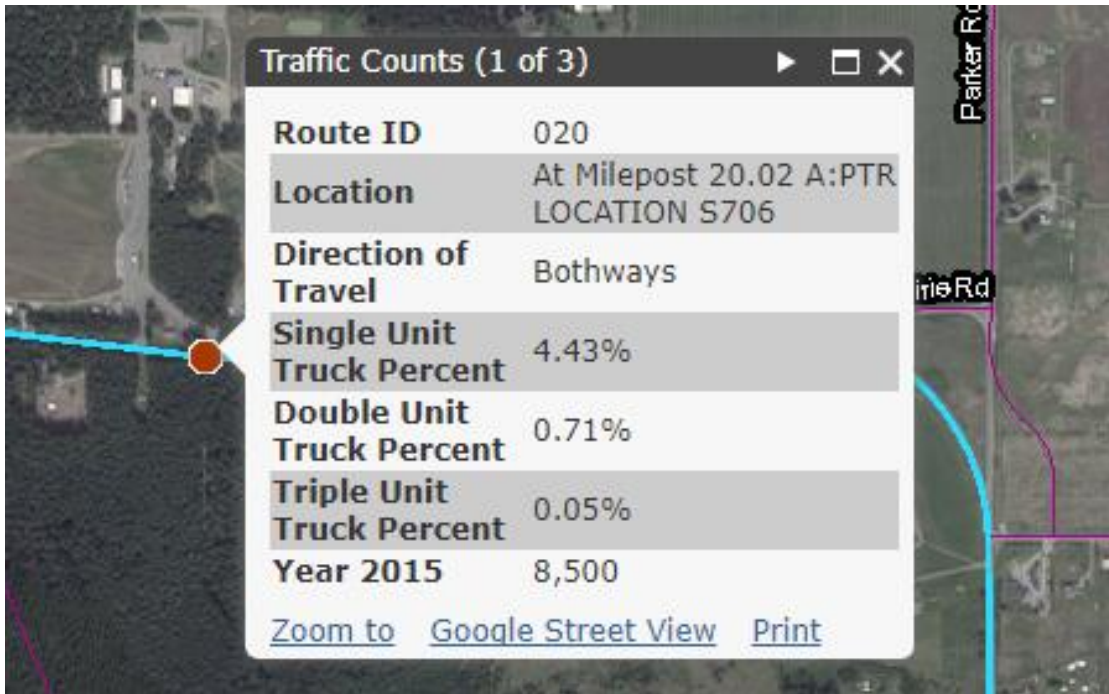 Traffic Counts (1 of 3)
Route ID 020
Location At Milepost 20.02 A:PTR
LOCATION S706
Direction of
Travel Bothways
Single Unit
Truck Percent 4.43%
Double Unit
Truck Percent 0.71%
Triple Unit
Truck Percent 0.05%
Year 2015 8,500
Zoom to Google Street View Print
Parker Rd
irie Rd